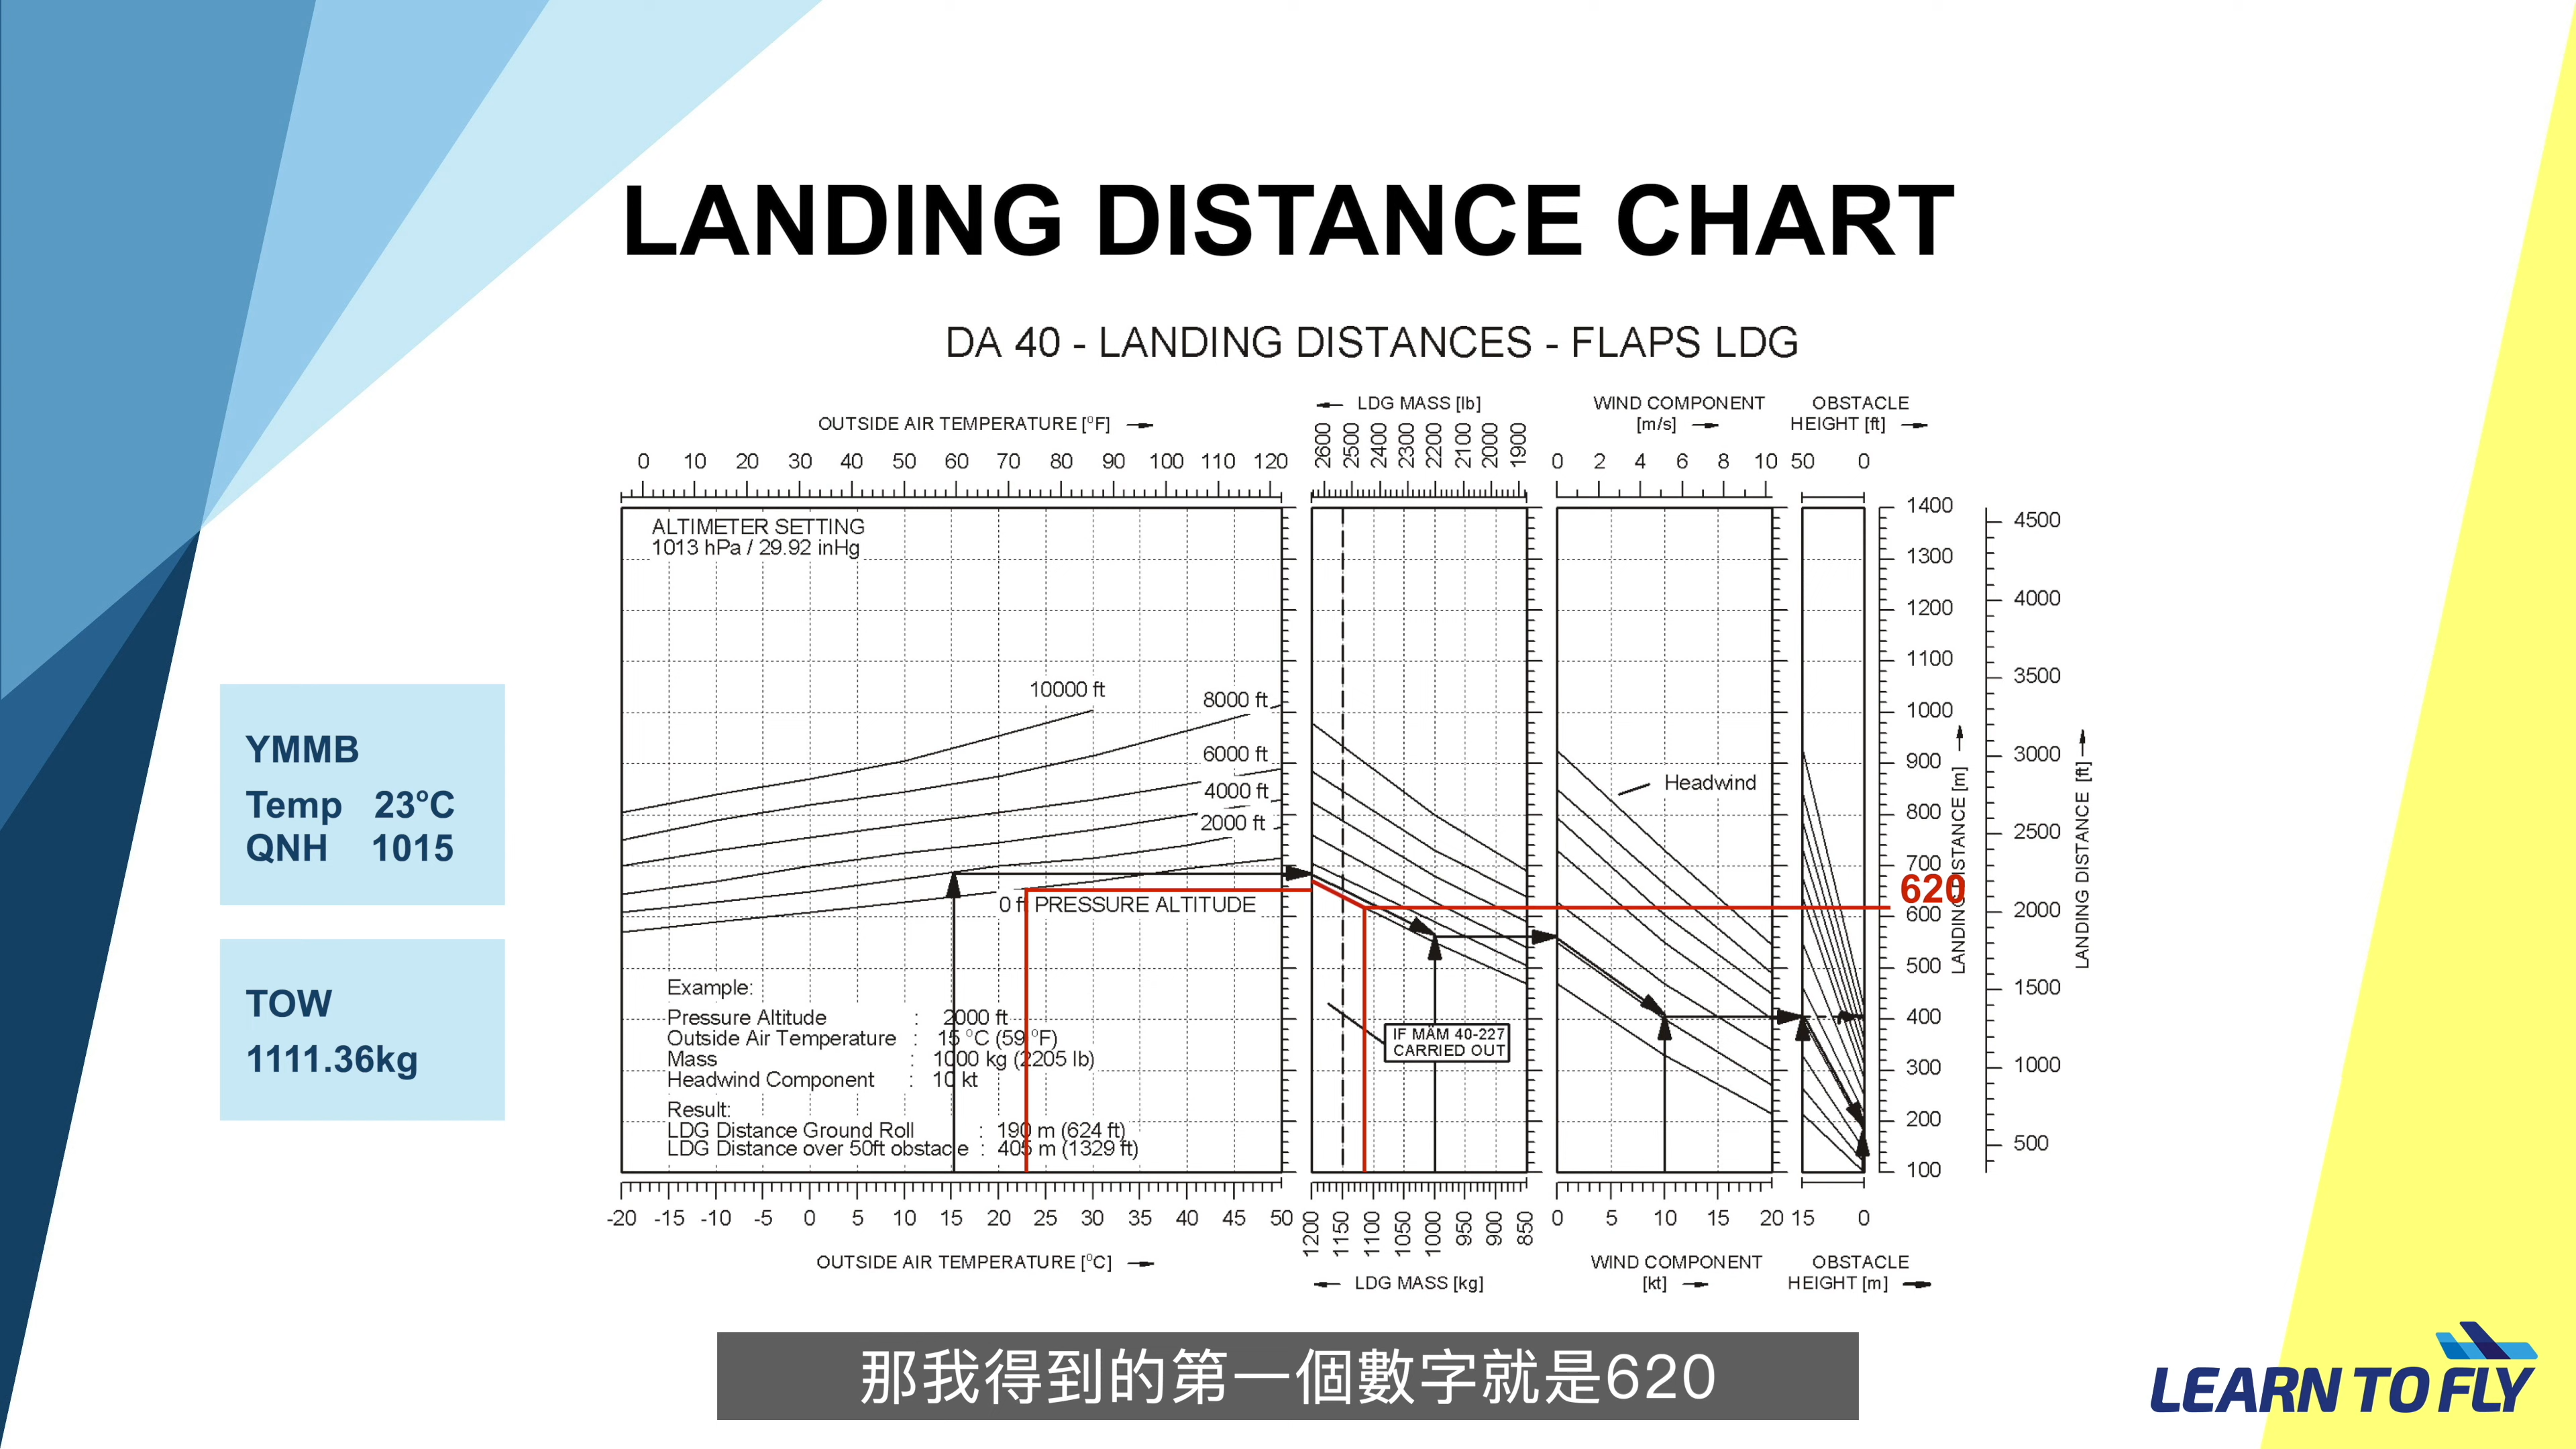 LANDING DISTANCE CHART
DA 40 - LANDING DISTANCES - FLAPS LDG
OUTSIDE AIR TEMPERATURE [°F]
0 10 20 30 40 50 60 70 80 90 100 110 120
LDG MASS [lb]
2600 2500 2400 2300 2200 2100 2000 1900
WIND COMPONENT
[m/s]
0 2 4 6 8 10
OBSTACLE
HEIGHT [ft]
50 0
ALTIMETER SETTING
1013 hPa / 29.92 inHg
10000 ft
8000 ft
6000 ft
4000 ft
2000 ft
0 ft PRESSURE ALTITUDE
Example:
Pressure Altitude : 2000 ft
Outside Air Temperature : 15 °C (59 °F)
Mass : 1000 kg (2205 lb)
Headwind Component : 10 kt
Result:
LDG Distance Ground Roll : 190 m (624 ft)
LDG Distance over 50ft obstacle : 405 m (1329 ft)
IF MÄM 40-227
CARRIED OUT
Headwind
1400
1300
1200
1100
1000
900
800
700
620
600
500
400
300
200
100
LANDING DISTANCE [m]
4500
4000
3500
3000
2500
2000
1500
1000
500
LANDING DISTANCE [ft]
-20 -15 -10 -5 0 5 10 15 20 25 30 35 40 45 50
OUTSIDE AIR TEMPERATURE [°C]
1200 1150 1100 1050 1000 950 900 850
LDG MASS [kg]
0 5 10 15 20
WIND COMPONENT
[kt]
15 0
OBSTACLE
HEIGHT [m]
YMMB
Temp 23°C
QNH 1015
TOW
1111.36kg
那我得到的第一個數字就是620
LEARN TO FLY